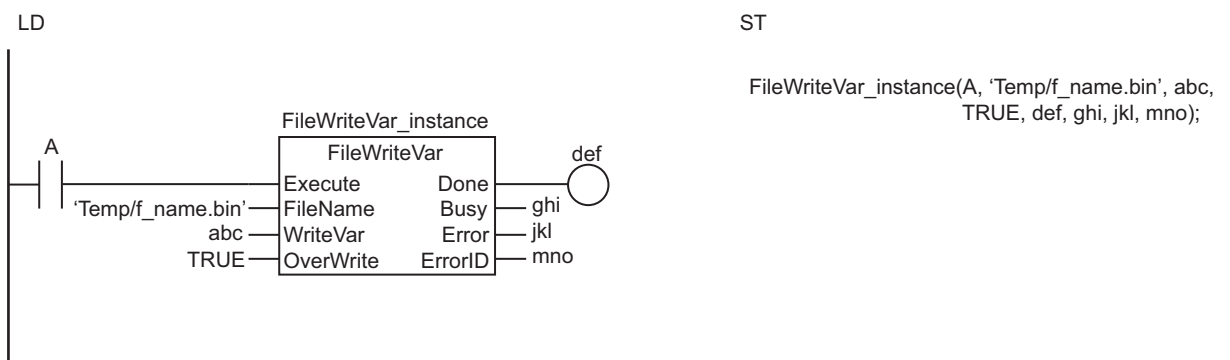 LD
ST
FileWriteVar_instance(A, ‘Temp/f_name.bin’, abc,
TRUE, def, ghi, jkl, mno);
FileWriteVar_instance
A
FileWriteVar
def
Execute Done
‘Temp/f_name.bin’ FileName Busy ghi
abc WriteVar Error jkl
TRUE OverWrite ErrorID mno